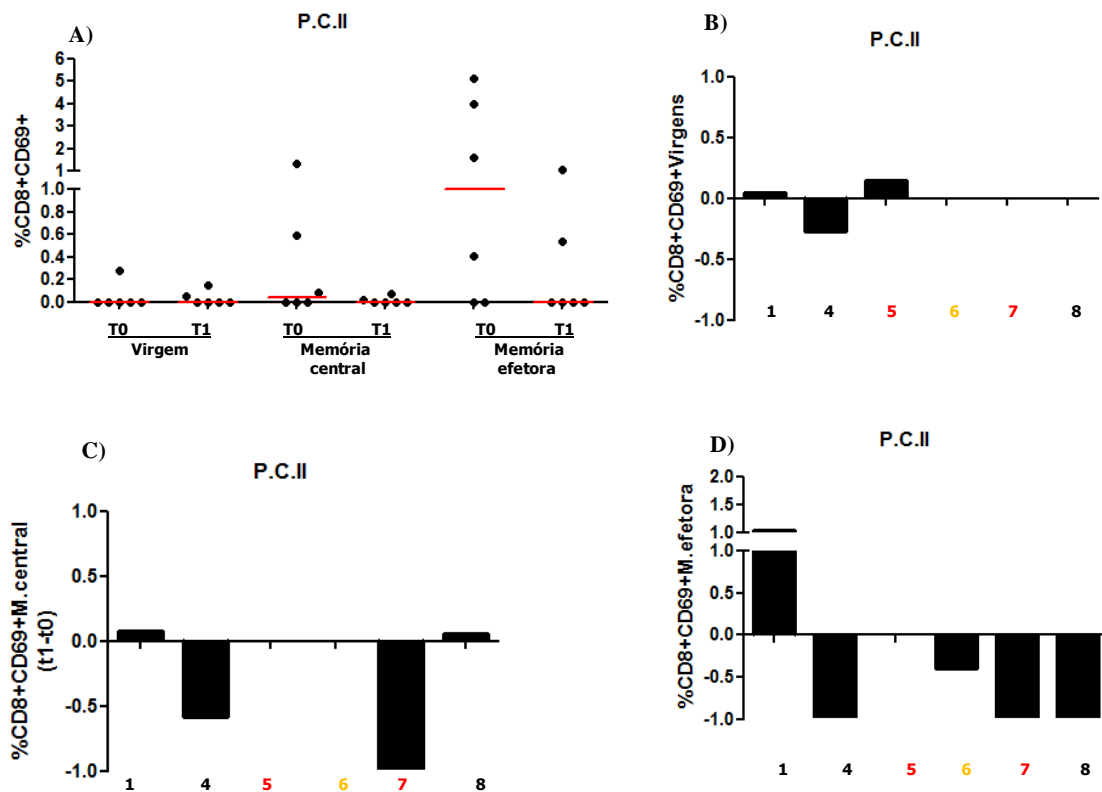 A)
P.C.II
%CD8+CD69+
6
5
4
3
2
1
1.0
0.8
0.6
0.4
0.2
0.0
T0 T1 T0 T1 T0 T1
Virgem Memória central Memória efetora
B)
P.C.II
%CD8+CD69+Virgens
1.0
0.5
0.0
-0.5
-1.0
1 4 5 6 7 8
C)
P.C.II
%CD8+CD69+M.central
(t1-t0)
1.0
0.5
0.0
-0.5
-1.0
1 4 5 6 7 8
D)
P.C.II
%CD8+CD69+M.efetora
2.0
1.5
1.0
1.0
0.5
0.0
-0.5
-1.0
1 4 5 6 7 8